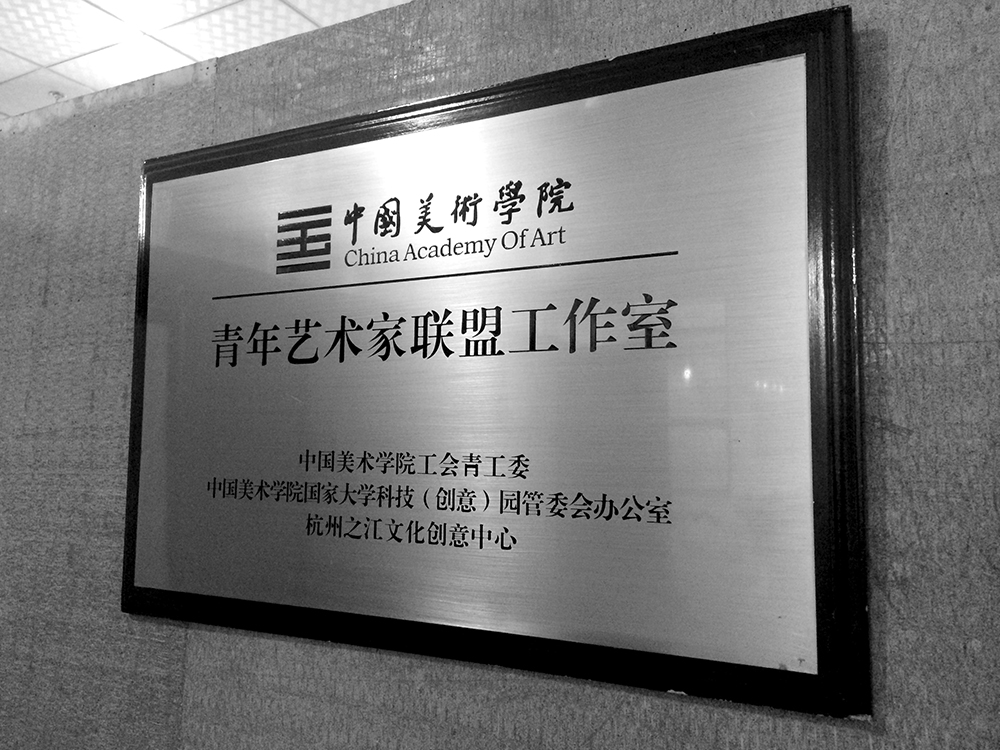 中國美術學院
China Academy Of Art
青年艺术家联盟工作室
中国美术学院工会青工委
中国美术学院国家大学科技（创意）园管委会办公室
杭州之江文化创意中心